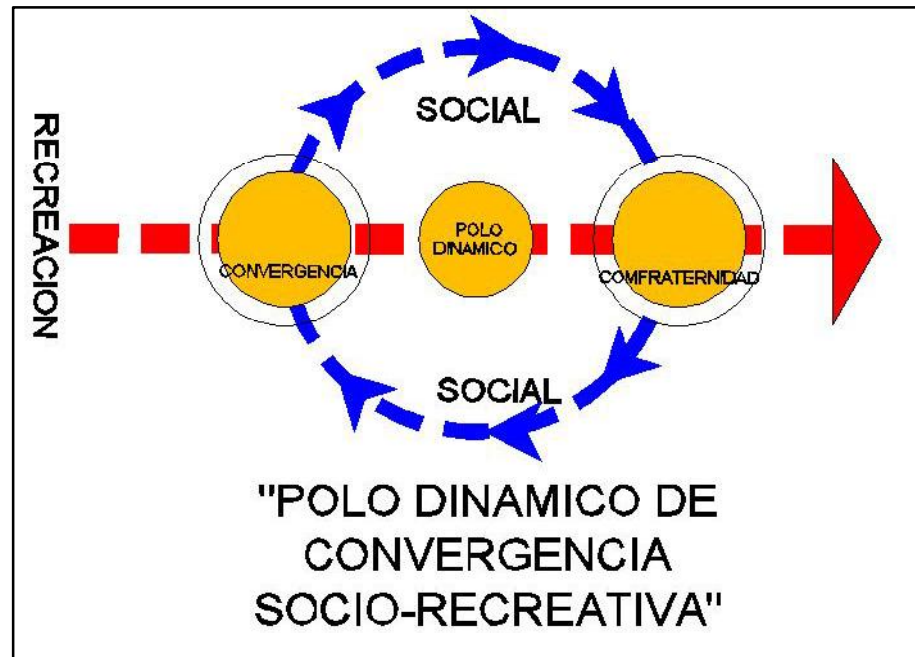 RECREACION
SOCIAL
POLO
DINAMICO
CONVERGENCIA
COMFRATERNIDAD
SOCIAL
"POLO DINAMICO DE
CONVERGENCIA
SOCIO-RECREATIVA"